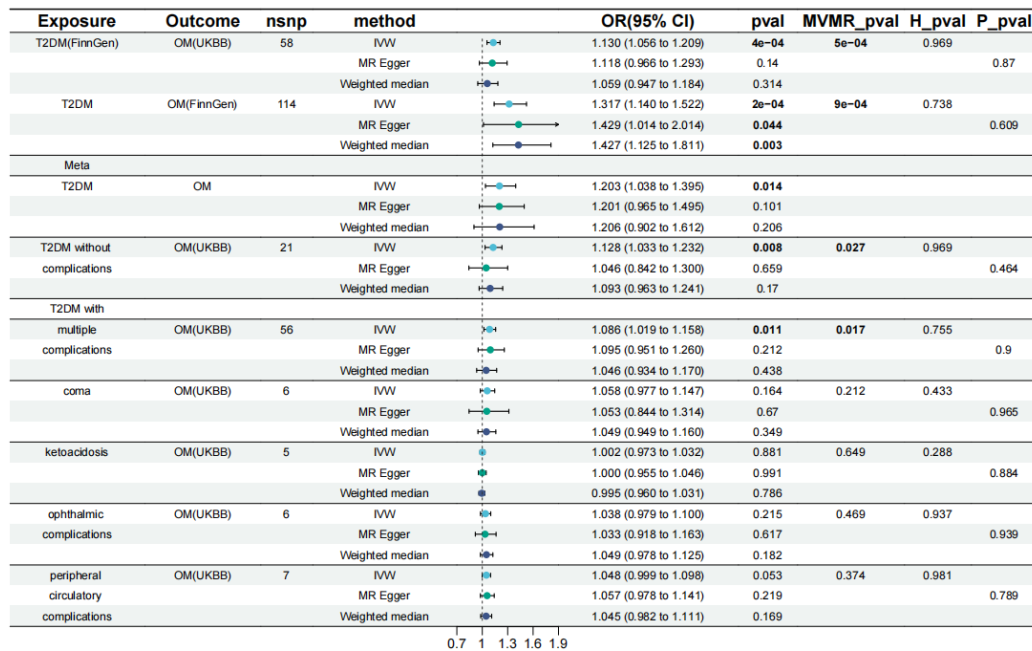 Exposure Outcome nsnp method OR(95% CI) pval MVMR_pval H_pval P_pval
T2DM(FinnGen) OM(UKBB) 58 IVW 1.130 (1.056 to 1.209) 4e−04 5e−04 0.969
MR Egger 1.118 (0.966 to 1.293) 0.14 0.87
Weighted median 1.059 (0.947 to 1.184) 0.314
T2DM OM(FinnGen) 114 IVW 1.317 (1.140 to 1.522) 2e−04 9e−04 0.738
MR Egger 1.429 (1.014 to 2.014) 0.044 0.609
Weighted median 1.427 (1.125 to 1.811) 0.003
Meta
T2DM OM IVW 1.203 (1.038 to 1.395) 0.014
MR Egger 1.201 (0.965 to 1.495) 0.101
Weighted median 1.206 (0.902 to 1.612) 0.206
T2DM without OM(UKBB) 21 IVW 1.128 (1.033 to 1.232) 0.008 0.027 0.969
complications MR Egger 1.046 (0.842 to 1.300) 0.659 0.464
Weighted median 1.093 (0.963 to 1.241) 0.17
T2DM with
multiple OM(UKBB) 56 IVW 1.086 (1.019 to 1.158) 0.011 0.017 0.755
complications MR Egger 1.095 (0.951 to 1.260) 0.212 0.9
Weighted median 1.046 (0.934 to 1.170) 0.438
coma OM(UKBB) 6 IVW 1.058 (0.977 to 1.147) 0.164 0.212 0.433
MR Egger 1.053 (0.844 to 1.314) 0.67 0.965
Weighted median 1.049 (0.949 to 1.160) 0.349
ketoacidosis OM(UKBB) 5 IVW 1.002 (0.973 to 1.032) 0.881 0.649 0.288
MR Egger 1.000 (0.955 to 1.046) 0.991 0.884
Weighted median 0.995 (0.960 to 1.031) 0.786
ophthalmic OM(UKBB) 6 IVW 1.038 (0.979 to 1.100) 0.215 0.469 0.937
complications MR Egger 1.033 (0.918 to 1.163) 0.617 0.939
Weighted median 1.049 (0.978 to 1.125) 0.182
peripheral OM(UKBB) 7 IVW 1.048 (0.999 to 1.098) 0.053 0.374 0.981
circulatory MR Egger 1.057 (0.978 to 1.141) 0.219 0.789
complications Weighted median 1.045 (0.982 to 1.111) 0.169
0.7 1 1.3 1.6 1.9